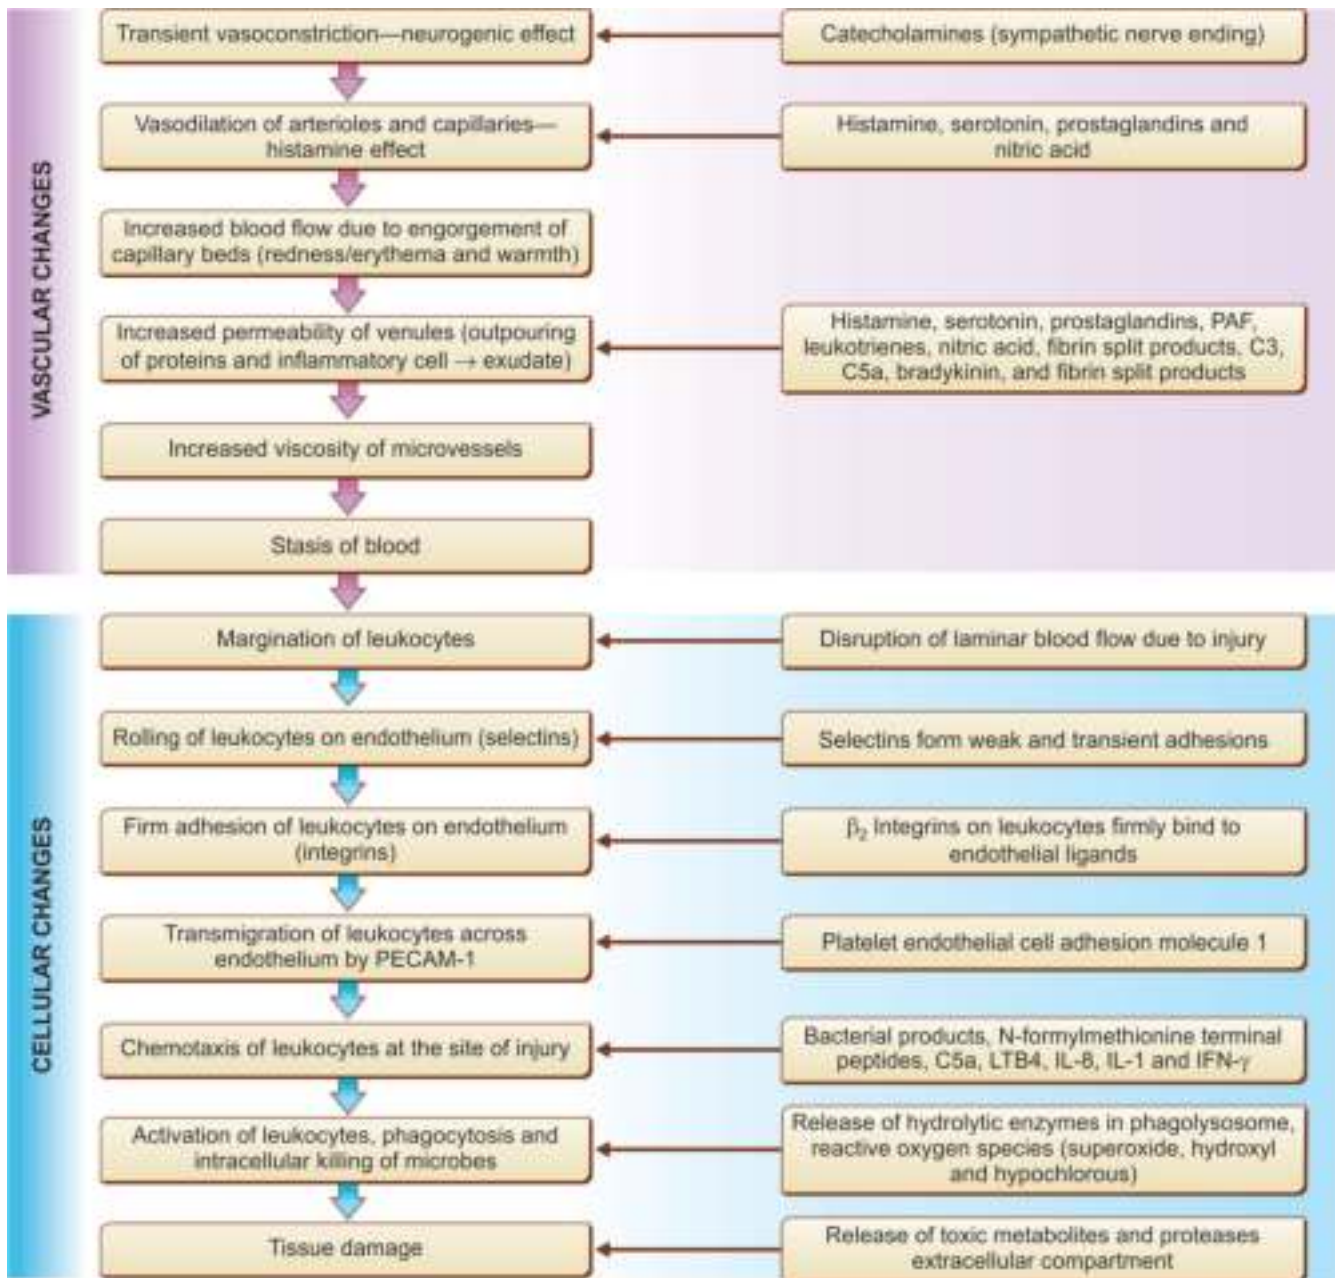 VASCULAR CHANGES
Transient vasoconstriction—neurogenic effect
Catecholamines (sympathetic nerve ending)
Vasodilation of arterioles and capillaries—
histamine effect
Histamine, serotonin, prostaglandins and
nitric acid
Increased blood flow due to engorgement of
capillary beds (redness/erythema and warmth)
Increased permeability of venules (outpouring
of proteins and inflammatory cell → exudate)
Histamine, serotonin, prostaglandins, PAF,
leukotrienes, nitric acid, fibrin split products, C3,
C5a, bradykinin, and fibrin split products
Increased viscosity of microvessels
Stasis of blood
CELLULAR CHANGES
Margination of leukocytes
Disruption of laminar blood flow due to injury
Rolling of leukocytes on endothelium (selectins)
Selectins form weak and transient adhesions
Firm adhesion of leukocytes on endothelium
(integrins)
β₂ Integrins on leukocytes firmly bind to
endothelial ligands
Transmigration of leukocytes across
endothelium by PECAM-1
Platelet endothelial cell adhesion molecule 1
Chemotaxis of leukocytes at the site of injury
Bacterial products, N-formylmethionine terminal
peptides, C5a, LTB4, IL-8, IL-1 and IFN-γ
Activation of leukocytes, phagocytosis and
intracellular killing of microbes
Release of hydrolytic enzymes in phagolysosome,
reactive oxygen species (superoxide, hydroxyl
and hypochlorous)
Tissue damage
Release of toxic metabolites and proteases
extracellular compartment